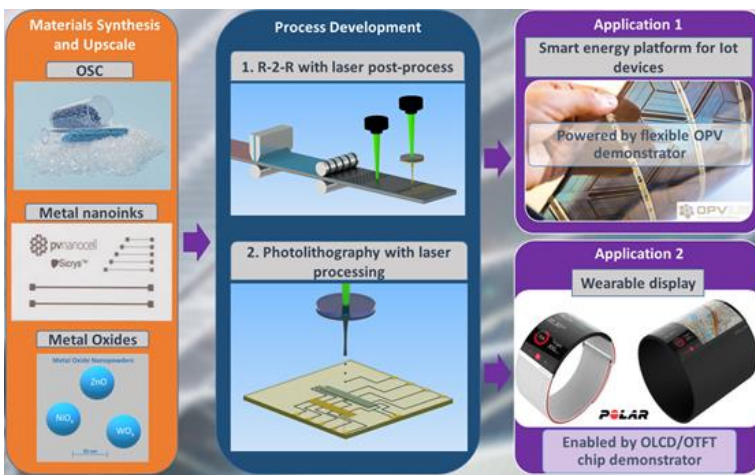 Materials Synthesis
and Upscale
OSC
Metal nanoinks
pvnanocell
Sicrys™
Metal Oxides
Metal Oxide Nanopowders
ZnO
NiOₓ
WOₓ
Process Development
1. R-2-R with laser post-process
2. Photolithography with laser
processing
Application 1
Smart energy platform for Iot
devices
Powered by flexible OPV
demonstrator
Application 2
Wearable display
POLAR
Enabled by OLCD/OTFT
chip demonstrator